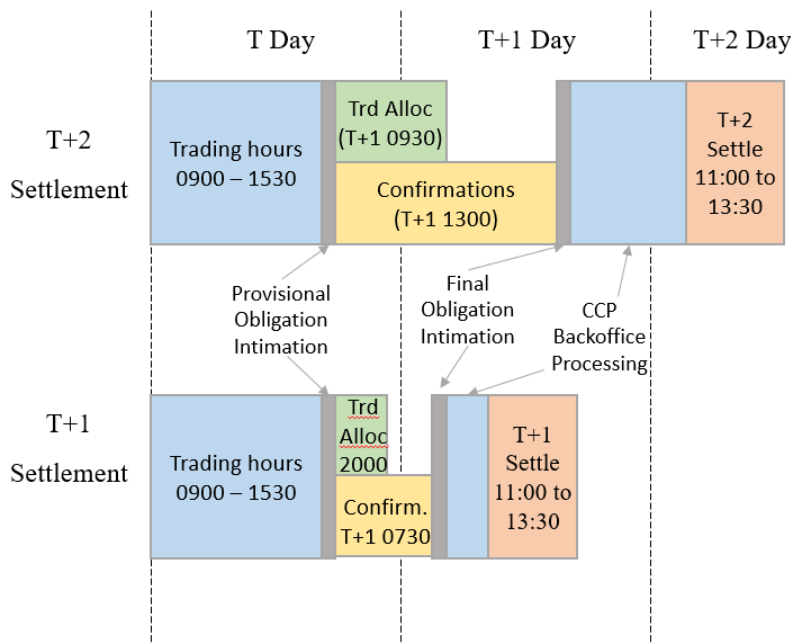 T Day
T+1 Day
T+2 Day
T+2
Settlement
Trading hours
0900 – 1530
Trd Alloc
(T+1 0930)
Confirmations
(T+1 1300)
T+2
Settle
11:00 to
13:30
Provisional
Obligation
Intimation
Final
Obligation
Intimation
CCP
Backoffice
Processing
T+1
Settlement
Trading hours
0900 – 1530
Trd
Alloc
2000
Confirm.
T+1 0730
T+1
Settle
11:00 to
13:30